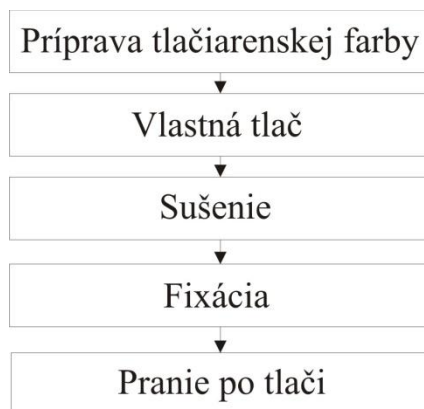 Príprava tlačiarenskej farby
Vlastná tlač
Sušenie
Fixácia
Pranie po tlači